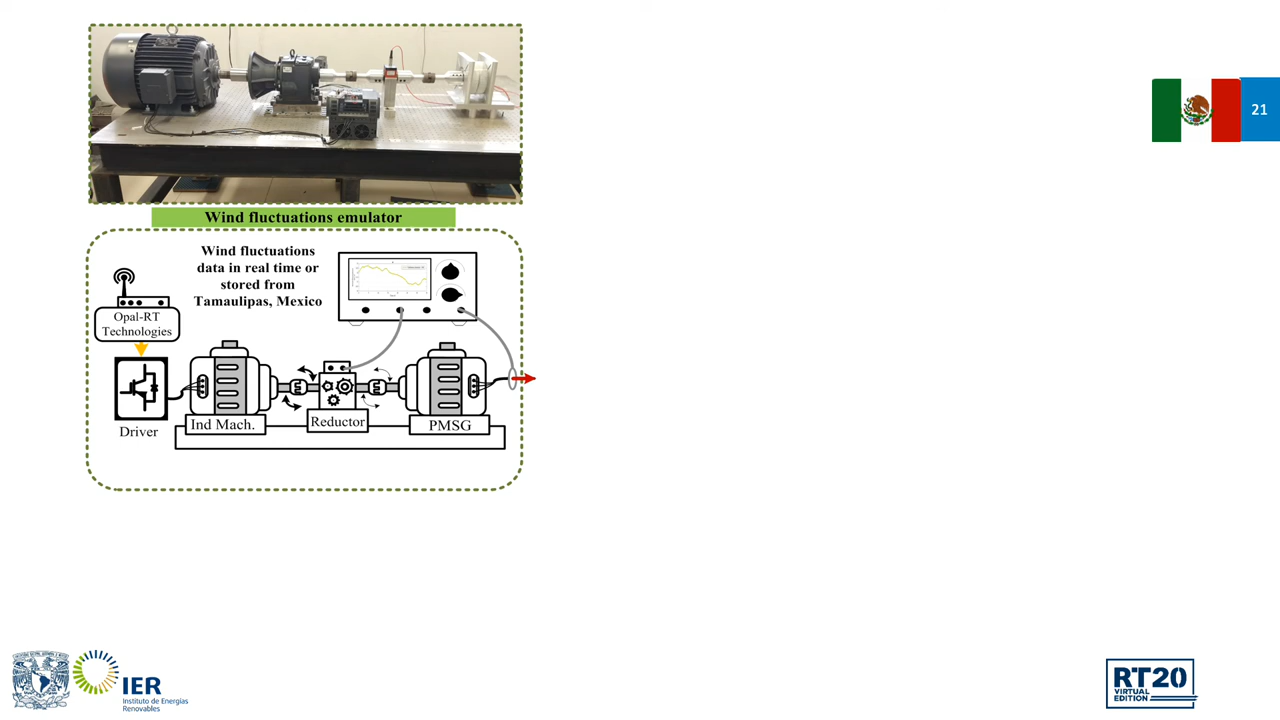 21
Wind fluctuations emulator
Wind fluctuations
data in real time or
stored from
Tamaulipas, Mexico
Opal-RT
Technologies
Driver
Ind Mach.
Reductor
PMSG
IER
Instituto de Energías
Renovables
RT20
VIRTUAL
EDITION